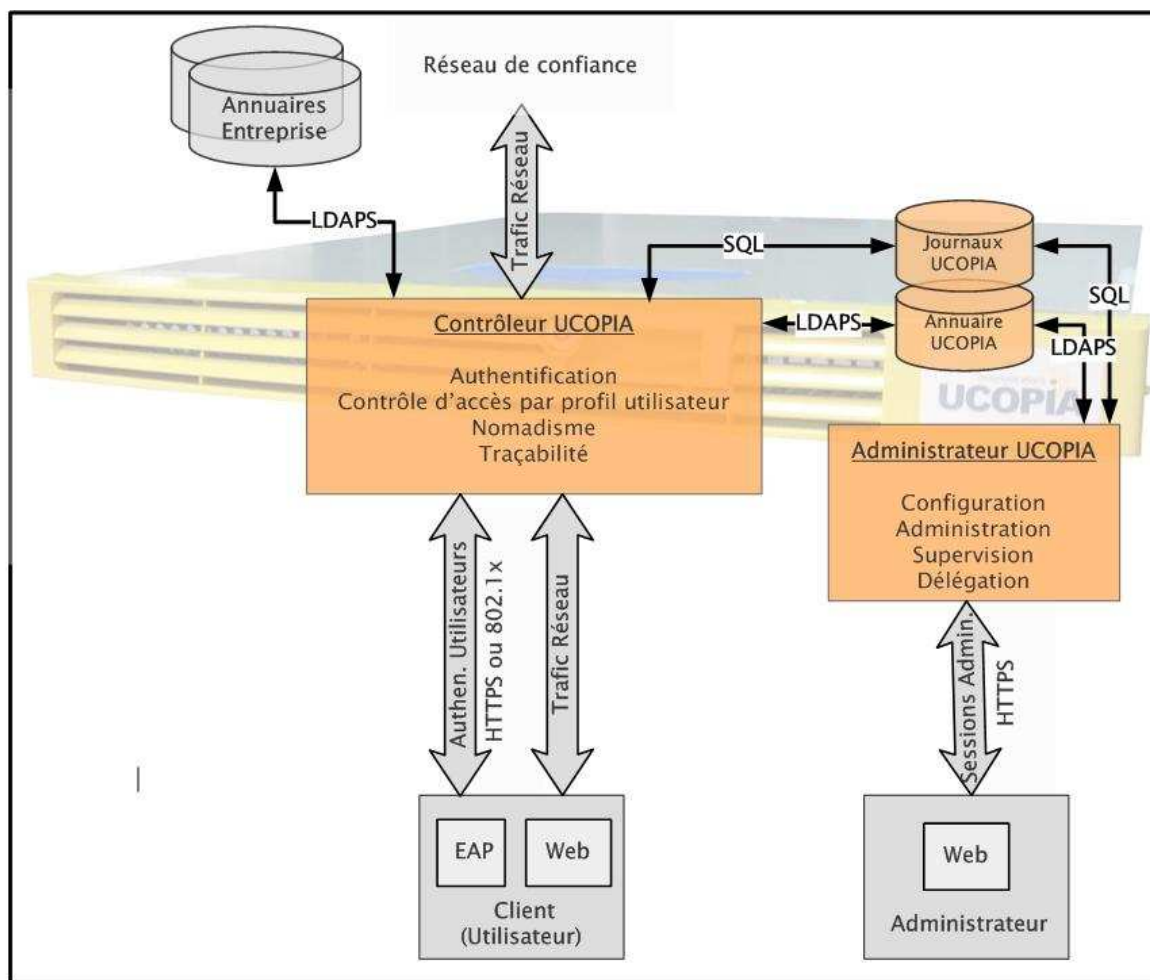 Réseau de confiance
Annuaires
Entreprise
Trafic Réseau
LDAPS
SQL
Journaux
UCOPIA
SQL
Contrôleur UCOPIA
LDAPS
Annuaire
UCOPIA
LDAPS
Authentification
Contrôle d'accès par profil utilisateur
Nomadisme
Traçabilité
UCOPIA
Administrateur UCOPIA
Configuration
Administration
Supervision
Délégation
Authen. Utilisateurs
HTTPS ou 802.1x
Trafic Réseau
Sessions Admin.
HTTPS
EAP
Web
Client
(Utilisateur)
Web
Administrateur